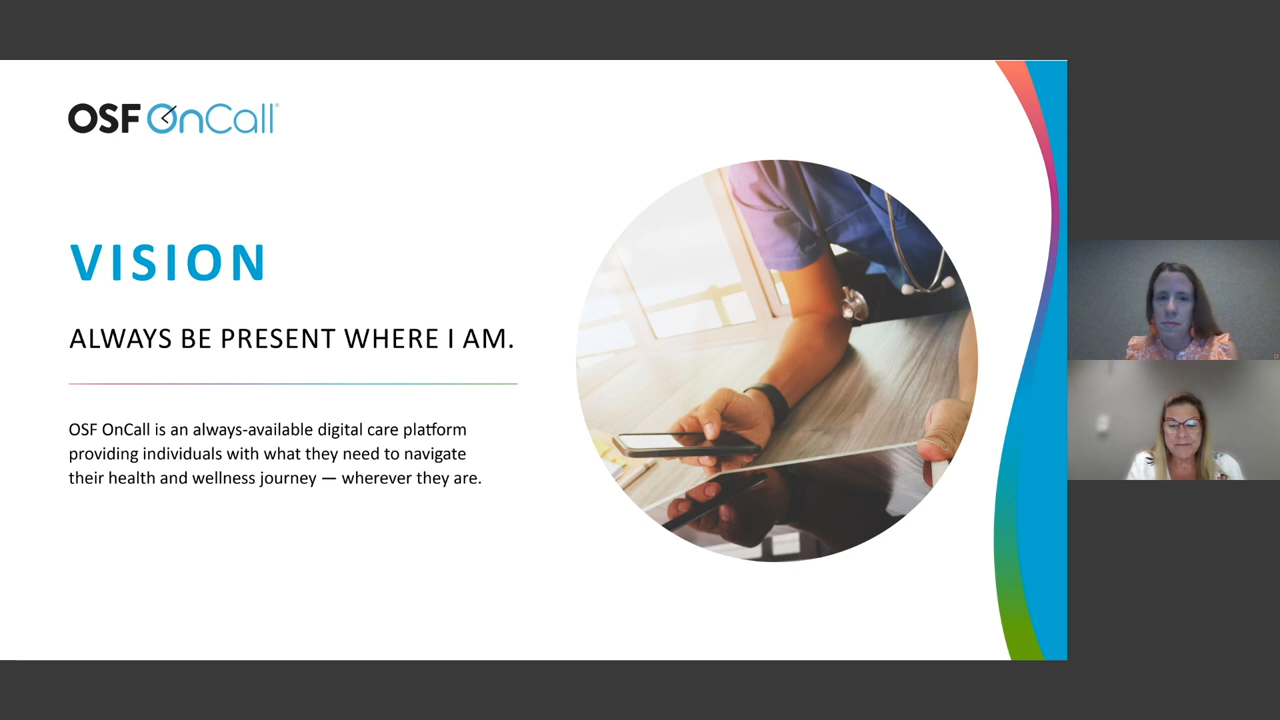 OSF OnCall
VISION
ALWAYS BE PRESENT WHERE I AM.
OSF OnCall is an always-available digital care platform
providing individuals with what they need to navigate
their health and wellness journey — wherever they are.